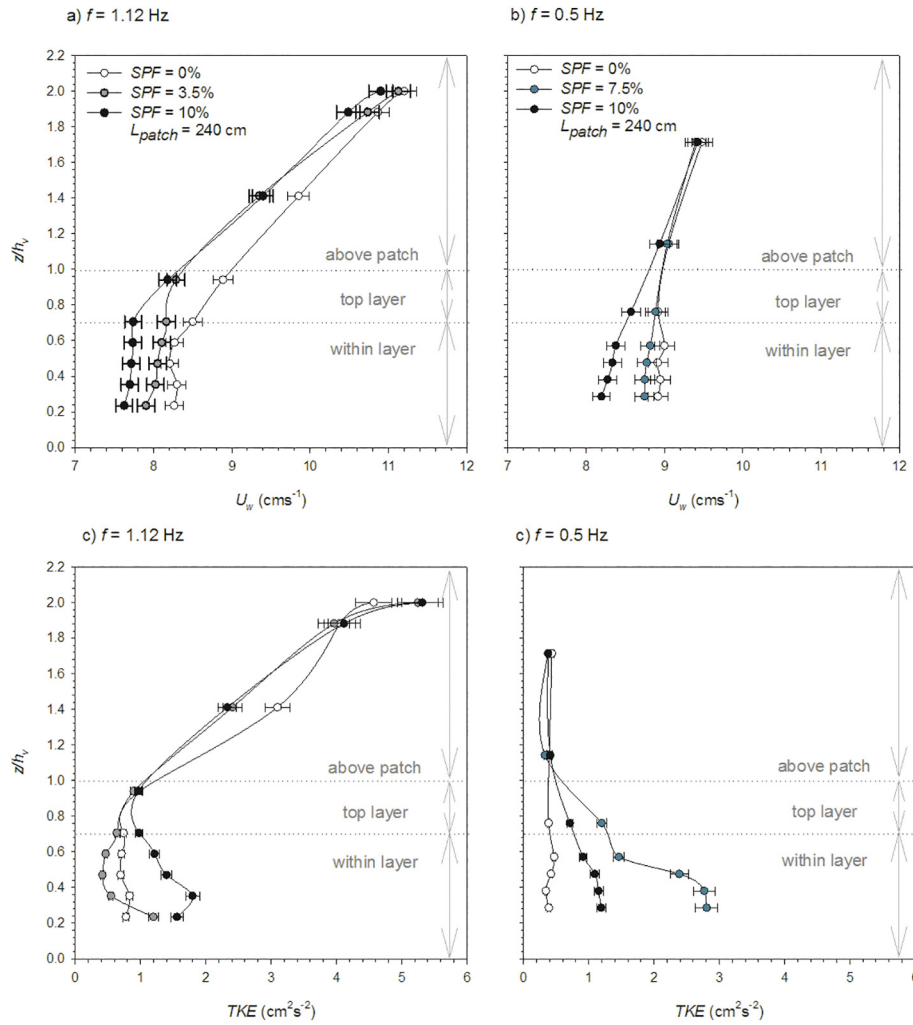 a) f = 1.12 Hz
2.2
2.0
1.8
1.6
1.4
1.2
1.0
0.8
0.6
0.4
0.2
0.0
z/hv
SPF = 0%
SPF = 3.5%
SPF = 10%
Lpatch = 240 cm
above patch
top layer
within layer
7 8 9 10 11 12
Uw (cms-1)
b) f = 0.5 Hz
SPF = 0%
SPF = 7.5%
SPF = 10%
Lpatch = 240 cm
above patch
top layer
within layer
7 8 9 10 11 12
Uw (cms-1)
c) f = 1.12 Hz
2.2
2.0
1.8
1.6
1.4
1.2
1.0
0.8
0.6
0.4
0.2
0.0
z/hv
above patch
top layer
within layer
0 1 2 3 4 5 6
TKE (cm2s-2)
c) f = 0.5 Hz
above patch
top layer
within layer
0 1 2 3 4 5 6
TKE (cm2s-2)